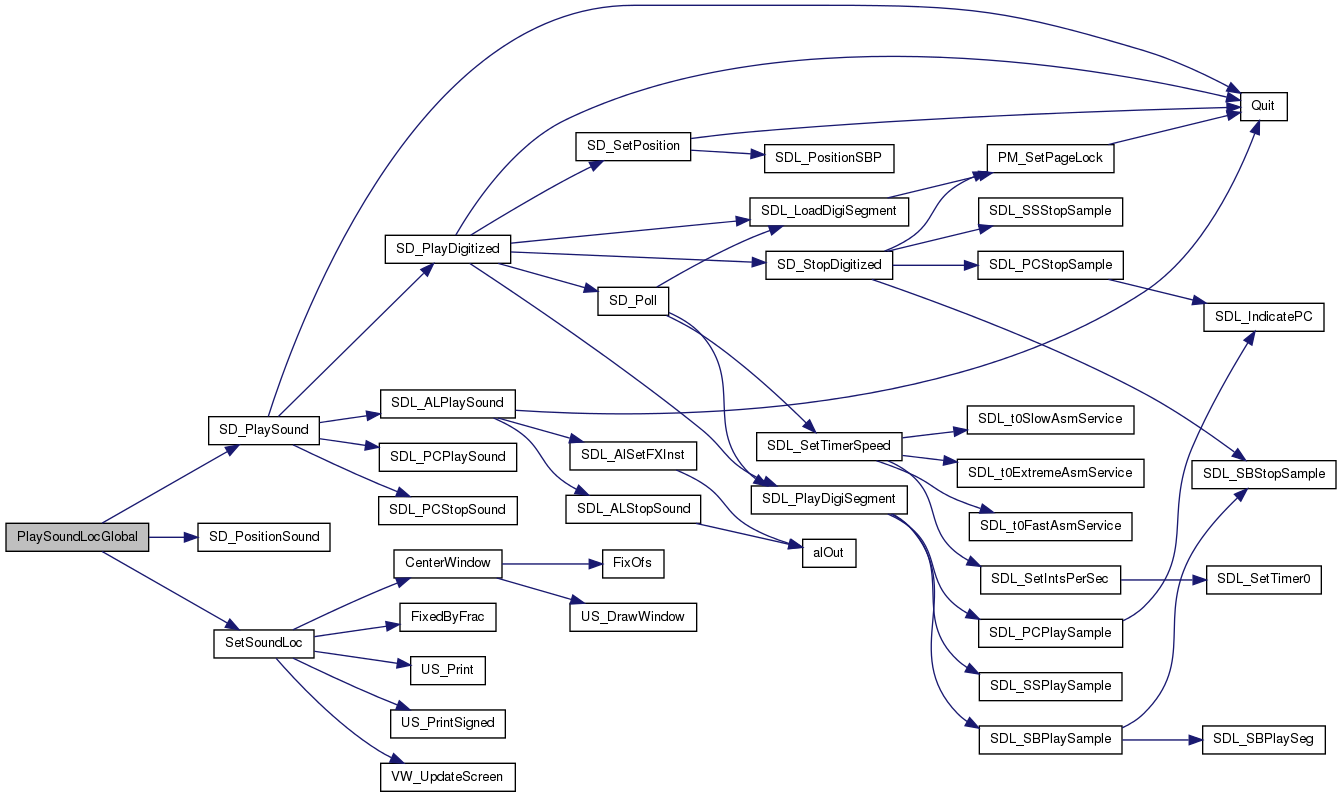 PlaySoundLocGlobal
SD_PlaySound
SD_PositionSound
SetSoundLoc
SD_PlayDigitized
SDL_ALPlaySound
SDL_PCPlaySound
SDL_PCStopSound
CenterWindow
FixedByFrac
US_Print
US_PrintSigned
VW_UpdateScreen
SD_SetPosition
SD_Poll
SDL_AlSetFXInst
SDL_ALStopSound
FixOfs
US_DrawWindow
SDL_PositionSBP
SDL_LoadDigiSegment
SD_StopDigitized
SDL_SetTimerSpeed
SDL_PlayDigiSegment
alOut
PM_SetPageLock
SDL_SSStopSample
SDL_PCStopSample
SDL_t0SlowAsmService
SDL_t0ExtremeAsmService
SDL_t0FastAsmService
SDL_SetIntsPerSec
SDL_PCPlaySample
SDL_SSPlaySample
SDL_SBPlaySample
Quit
SDL_IndicatePC
SDL_SBStopSample
SDL_SetTimer0
SDL_SBPlaySeg